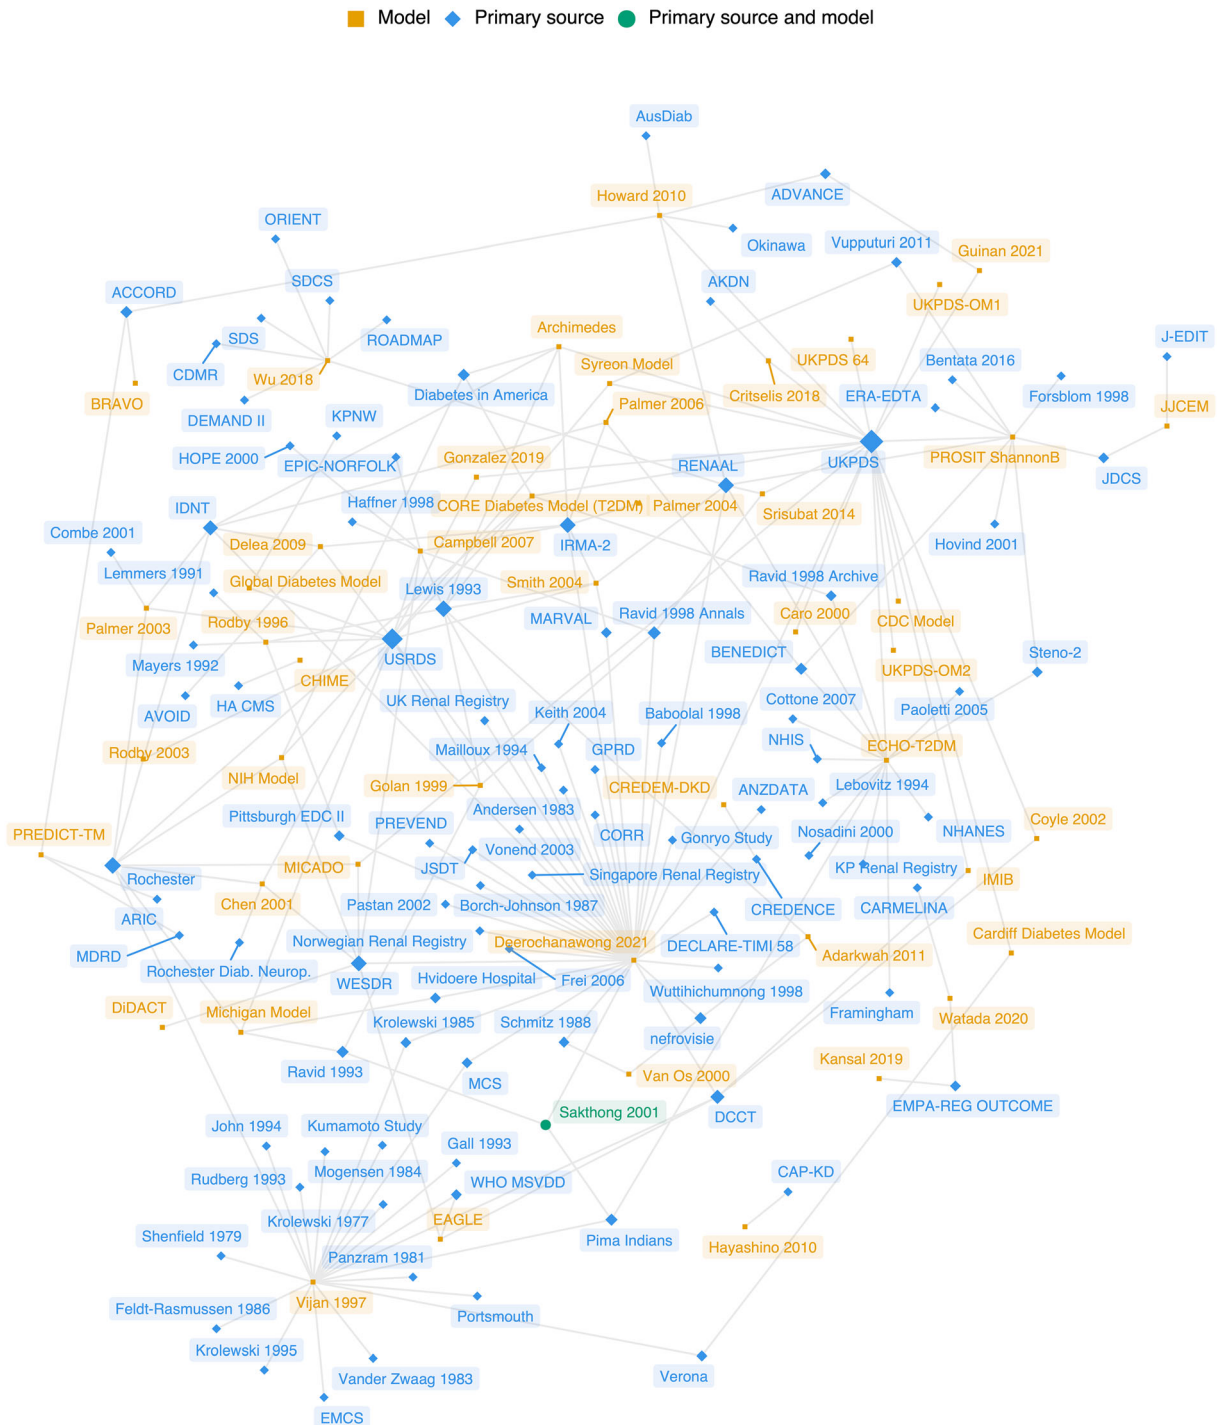 Model Primary source Primary source and model
AusDiab
Howard 2010
ADVANCE
ORIENT
Okinawa
Vupputuri 2011
Guinan 2021
SDCS
AKDN
UKPDS-OM1
ACCORD
SDS
ROADMAP
Archimedes
Syreon Model
UKPDS 64
Bentata 2016
J-EDIT
CDMR
Wu 2018
Diabetes in America
Critselis 2018
ERA-EDTA
Forsblom 1998
BRAVO
DEMAND II
KPNW
Palmer 2006
JJCEM
HOPE 2000
EPIC-NORFOLK
Gonzalez 2019
RENAAL
UKPDS
PROSIT ShannonB
JDCS
Haffner 1998
CORE Diabetes Model (T2DM)
Palmer 2004
Srisubat 2014
IDNT
Combe 2001
Delea 2009
Campbell 2007
IRMA-2
Hovind 2001
Lemmers 1991
Global Diabetes Model
Lewis 1993
Smith 2004
Ravid 1998 Archive
Palmer 2003
Rodby 1996
MARVAL
Ravid 1998 Annals
Caro 2000
CDC Model
Mayers 1992
USRDS
BENEDICT
UKPDS-OM2
Steno-2
CHIME
AVOID
HA CMS
UK Renal Registry
Keith 2004
Baboolal 1998
Cottone 2007
Paoletti 2005
Rodby 2003
Mailloux 1994
GPRD
NHIS
ECHO-T2DM
NIH Model
Golan 1999
CREDEM-DKD
ANZDATA
Lebovitz 1994
Pittsburgh EDC II
PREVEND
Andersen 1983
CORR
Gonryo Study
Nosadini 2000
NHANES
Coyle 2002
PREDICT-TM
Rochester
MICADO
JSDT
Vonend 2003
Singapore Renal Registry
KP Renal Registry
IMIB
ARIC
Chen 2001
Pastan 2002
Borch-Johnson 1987
CREDENCE
CARMELINA
MDRD
Rochester Diab. Neurop.
Norwegian Renal Registry
Deerochanawong 2021
DECLARE-TIMI 58
Adarkwah 2011
Cardiff Diabetes Model
WESDR
Hvidoere Hospital
Frei 2006
Wuttihichumnong 1998
DiDACT
Michigan Model
Krolewski 1985
Schmitz 1988
nefrovisie
Framingham
Watada 2020
Ravid 1993
MCS
Van Os 2000
Kansal 2019
EMPA-REG OUTCOME
Sakthong 2001
DCCT
John 1994
Kumamoto Study
Gall 1993
Rudberg 1993
Mogensen 1984
WHO MSVDD
CAP-KD
Krolewski 1977
EAGLE
Shenfield 1979
Panzram 1981
Pima Indians
Hayashino 2010
Feldt-Rasmussen 1986
Vijan 1997
Portsmouth
Krolewski 1995
Vander Zwaag 1983
Verona
EMCS